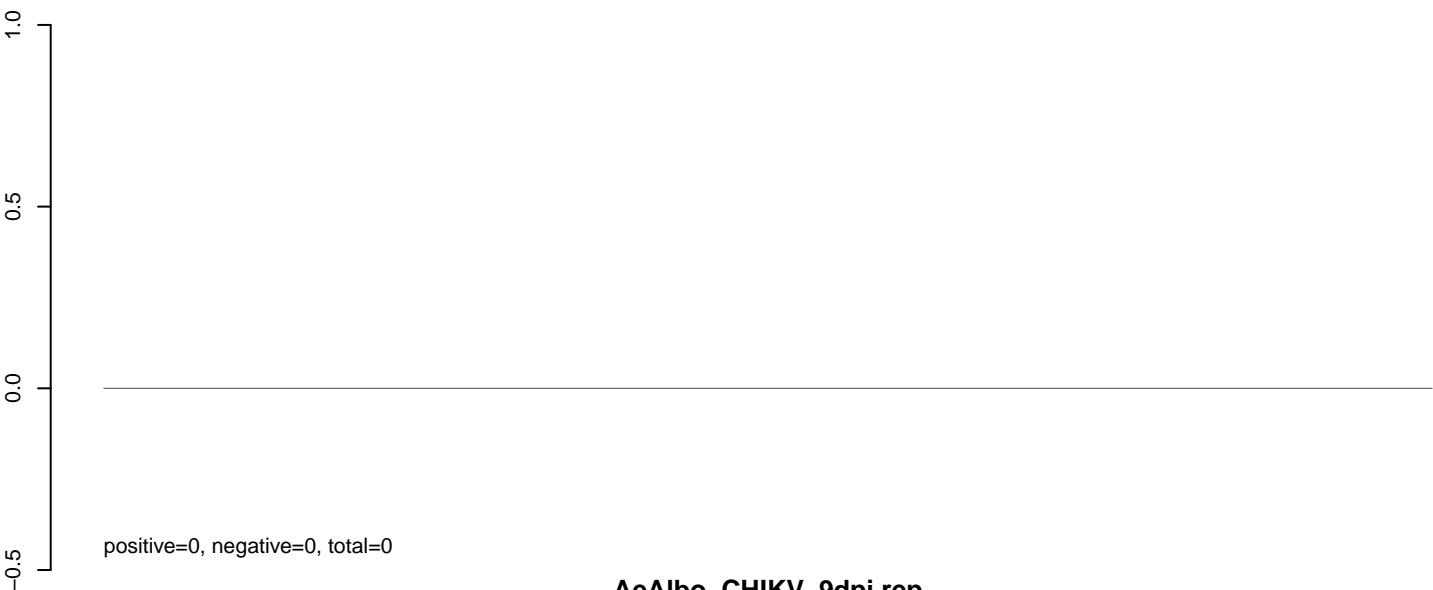 1.0
0.5
0.0
−0.5
positive=0, negative=0, total=0
AeAlbo_CHIKV_9dpi.rep